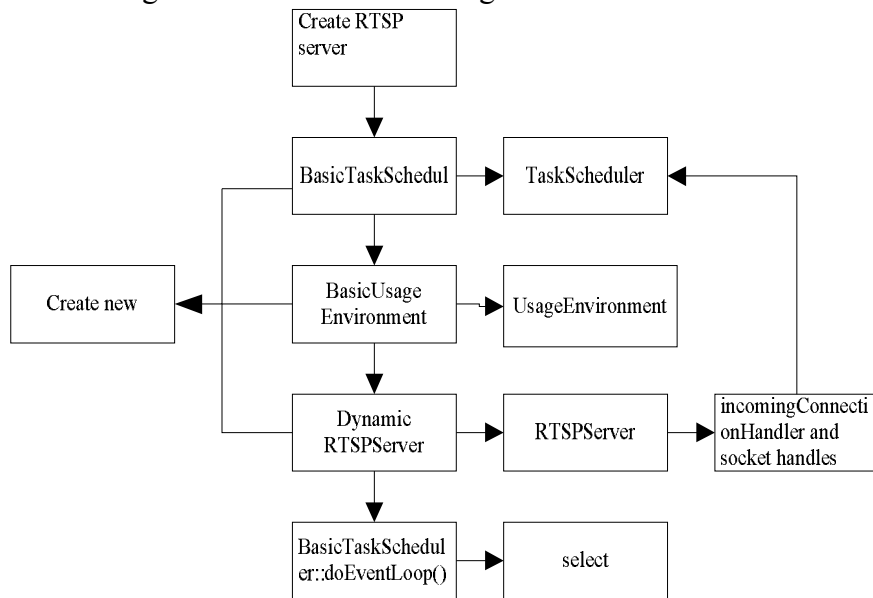 Create RTSP
server
BasicTaskSchedul
TaskScheduler
Create new
BasicUsage
Environment
UsageEnvironment
Dynamic
RTSPServer
RTSPServer
incomingConnecti
onHandler and
socket handles
BasicTaskSchedul
er::doEventLoop()
select